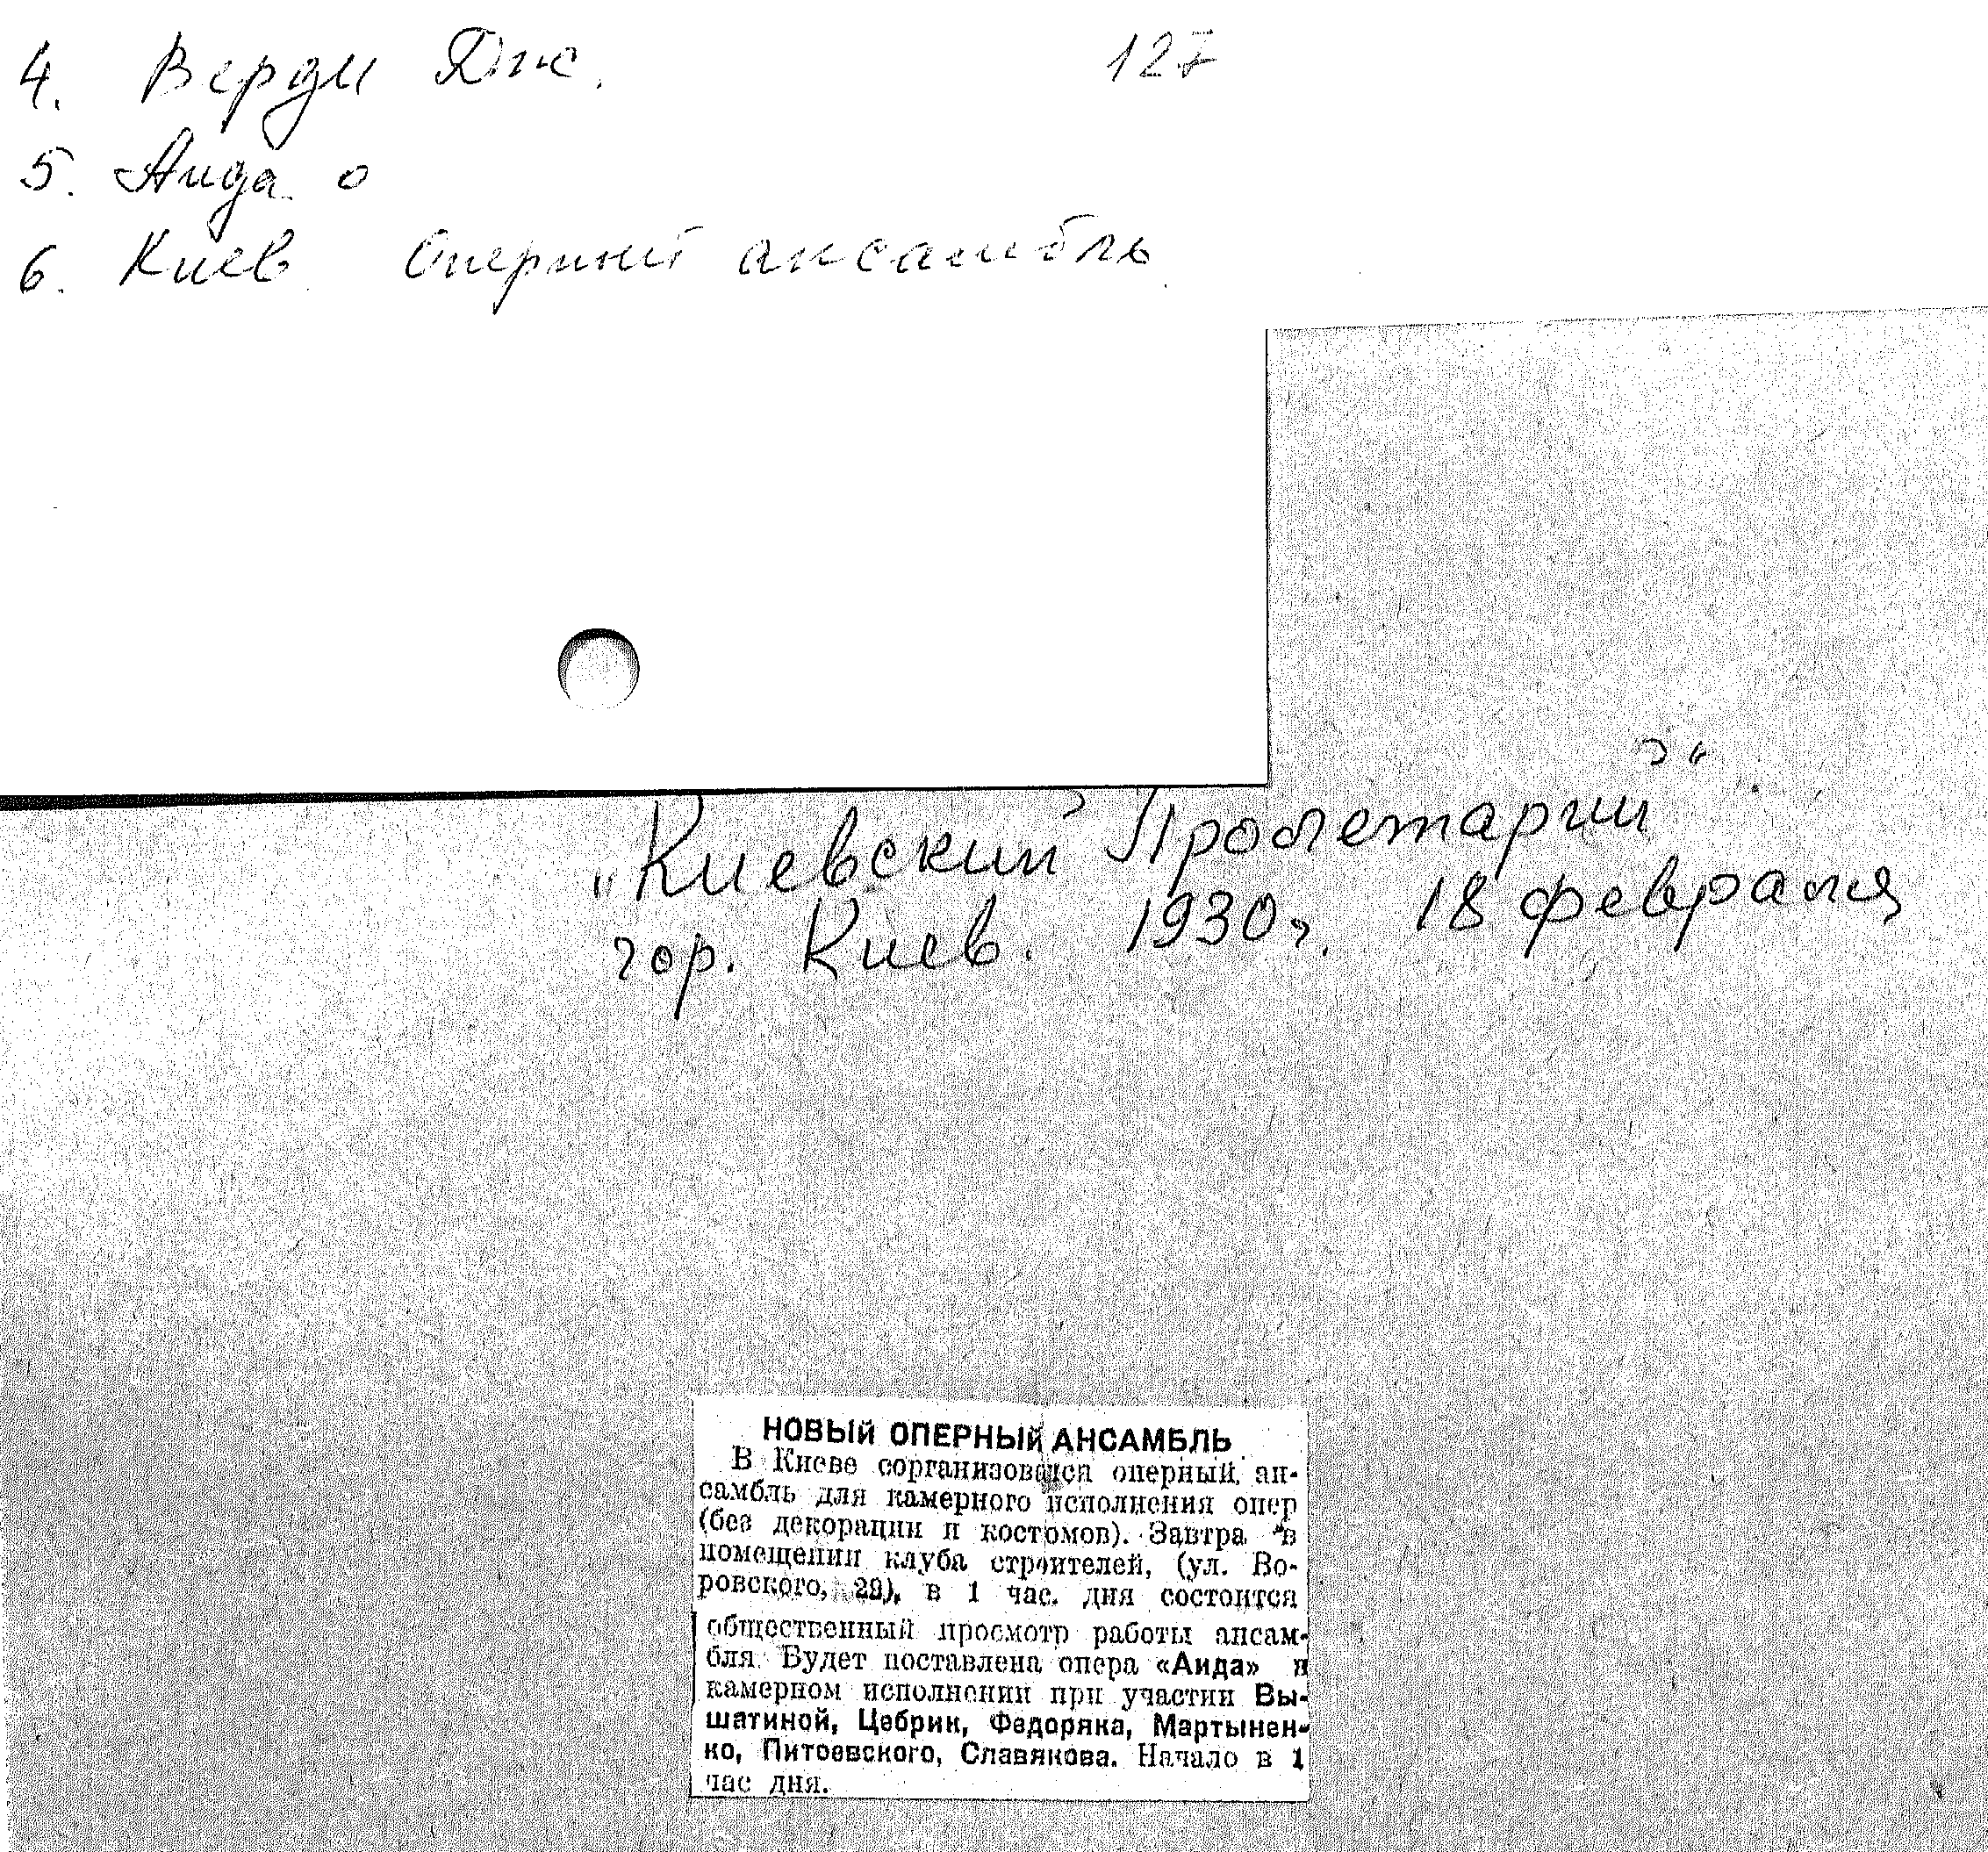 4. Верди Дж. 127
5. Аида о
6. Киев. Оперный ансамбль
„Киевский Пролетарий“
гор. Киев. 1930 г. 18 февраля
НОВЫЙ ОПЕРНЫЙ АНСАМБЛЬ
В Киеве сорганизовался оперный ан-
самбль для камерного исполнения опер
(без декорации и костюмов). Завтра в
помещении клуба строителей, (ул. Во-
ровского, 29), в 1 час. дня состоится
общественный просмотр работы ансам-
бля. Будет поставлена опера «Аида» в
камерном исполнении при участии Вы-
шатиной, Цебрик, Федоряка, Мартынен-
ко, Питоевского, Славякова. Начало в 1
час дня.